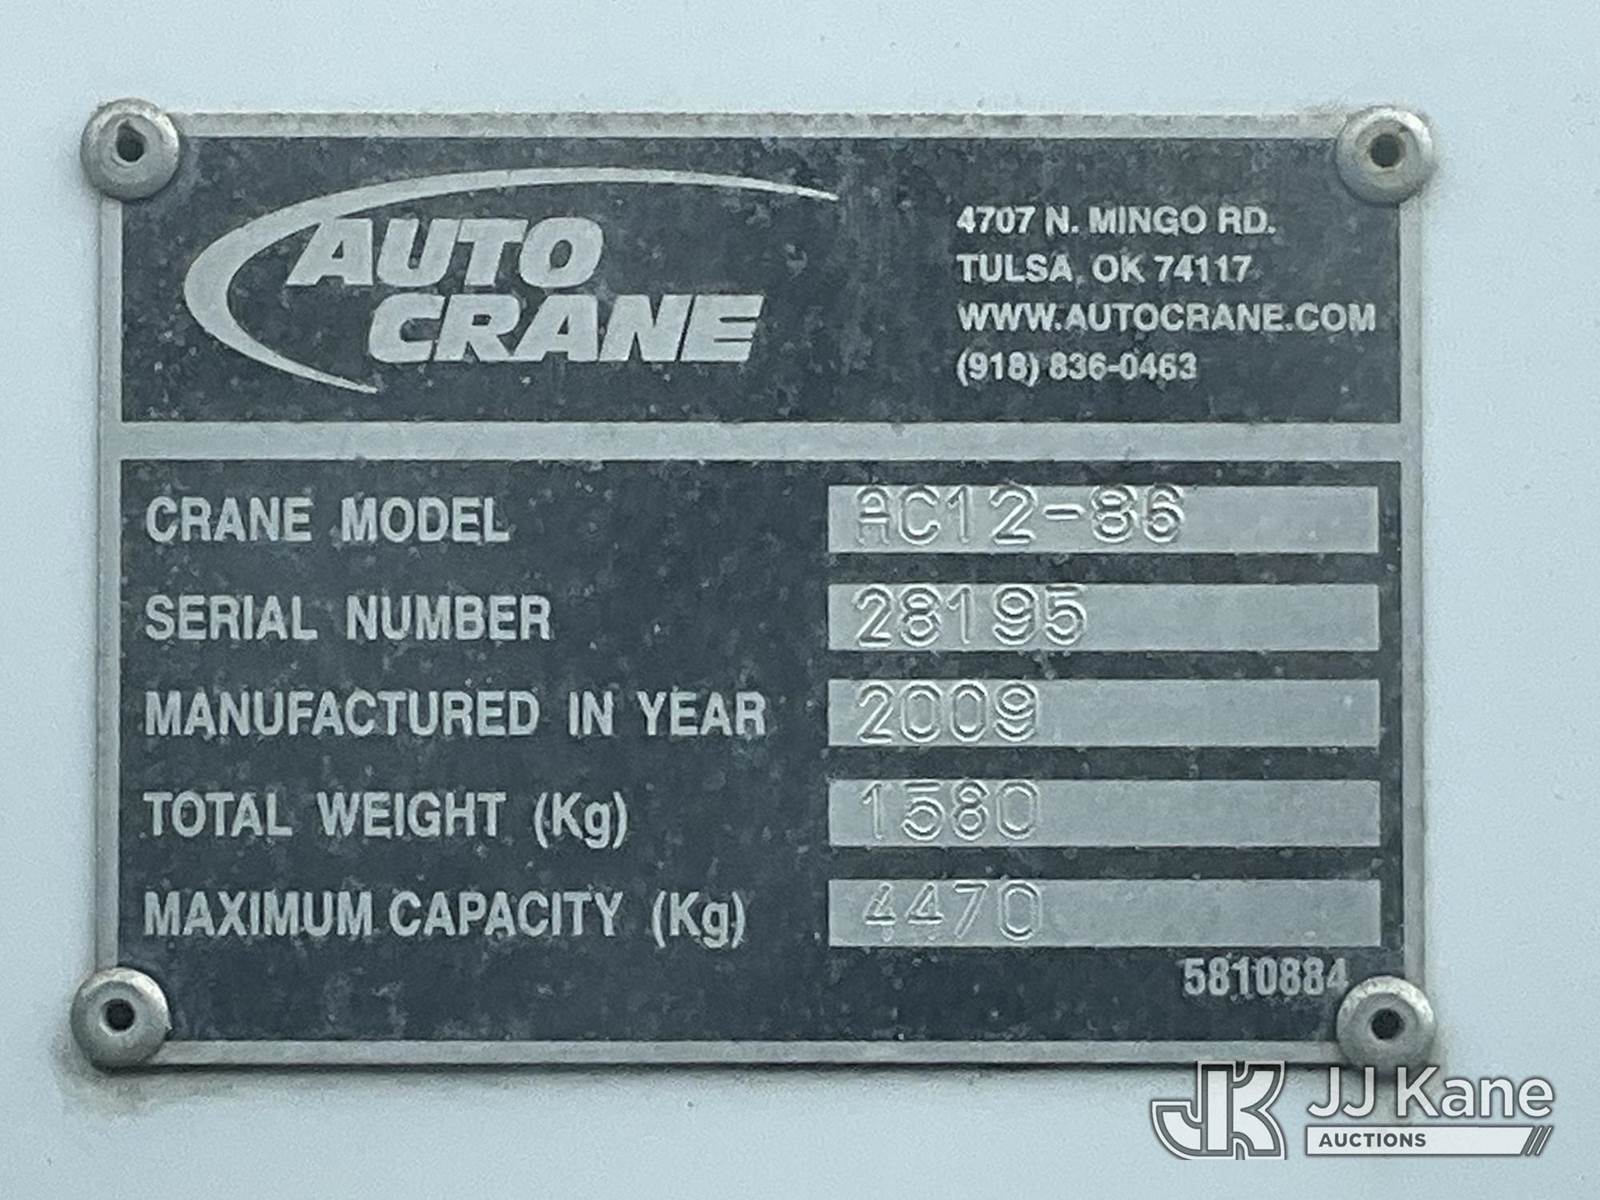 AUTO
CRANE
4707 N. MINGO RD.
TULSA, OK 74117
WWW.AUTOCRANE.COM
(918) 836-0463
CRANE MODEL AC12-86
SERIAL NUMBER 28195
MANUFACTURED IN YEAR 2009
TOTAL WEIGHT (Kg) 1580
MAXIMUM CAPACITY (Kg) 4470
5810884
JK JJ Kane
AUCTIONS